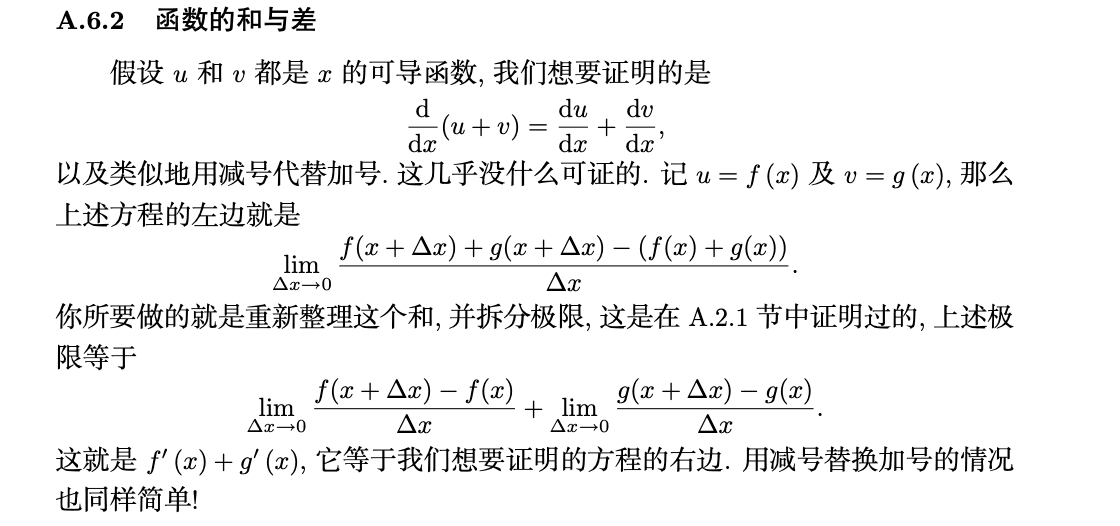 A.6.2 函数的和与差
假设 u 和 v 都是 x 的可导函数, 我们想要证明的是
$$\frac{\mathrm{d}}{\mathrm{d}x}(u+v)=\frac{\mathrm{d}u}{\mathrm{d}x}+\frac{\mathrm{d}v}{\mathrm{d}x},$$
以及类似地用减号代替加号. 这几乎没什么可证的. 记 u = f (x) 及 v = g (x), 那么
上述方程的左边就是
$$\lim_{\Delta x\to 0}\frac{f(x+\Delta x)+g(x+\Delta x)-(f(x)+g(x))}{\Delta x}.$$
你所要做的就是重新整理这个和, 并拆分极限, 这是在 A.2.1 节中证明过的, 上述极
限等于
$$\lim_{\Delta x\to 0}\frac{f(x+\Delta x)-f(x)}{\Delta x}+\lim_{\Delta x\to 0}\frac{g(x+\Delta x)-g(x)}{\Delta x}.$$
这就是 f′ (x) + g′ (x), 它等于我们想要证明的方程的右边. 用减号替换加号的情况
也同样简单!